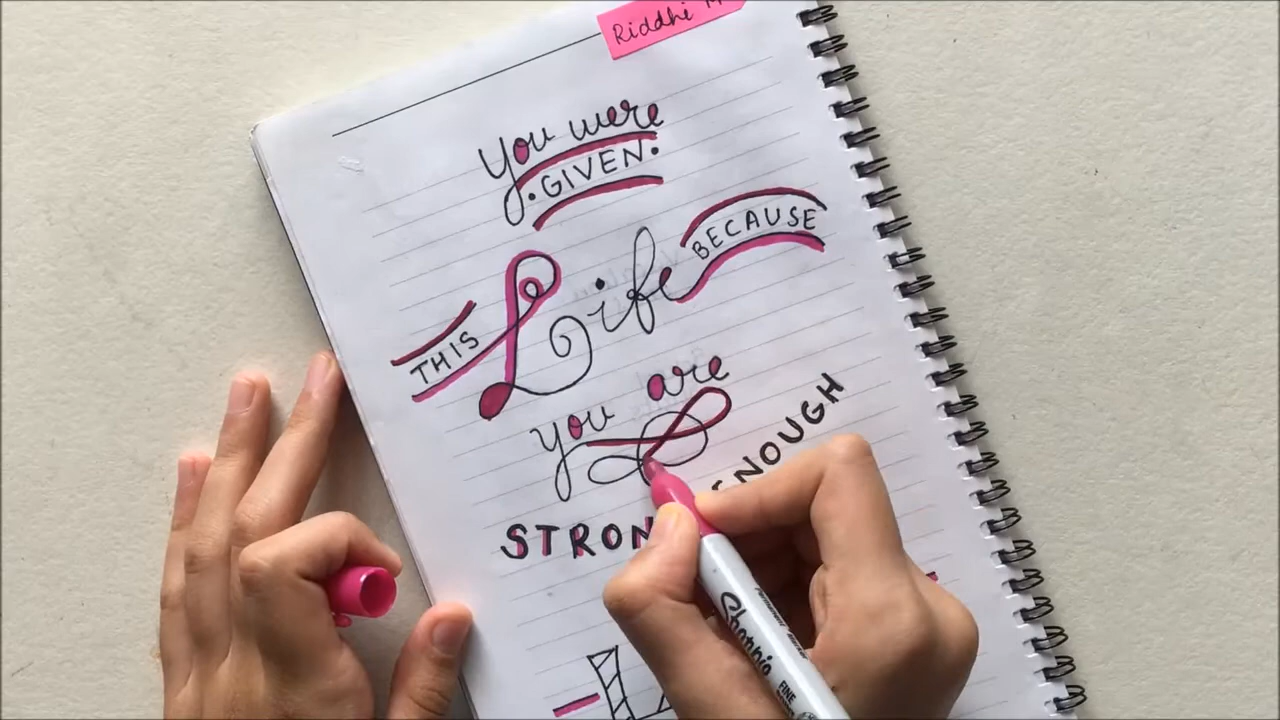 Riddhi
you were
GIVEN
BECAUSE
Life
THIS
you are
ENOUGH
STRON
Sharpie
FINE